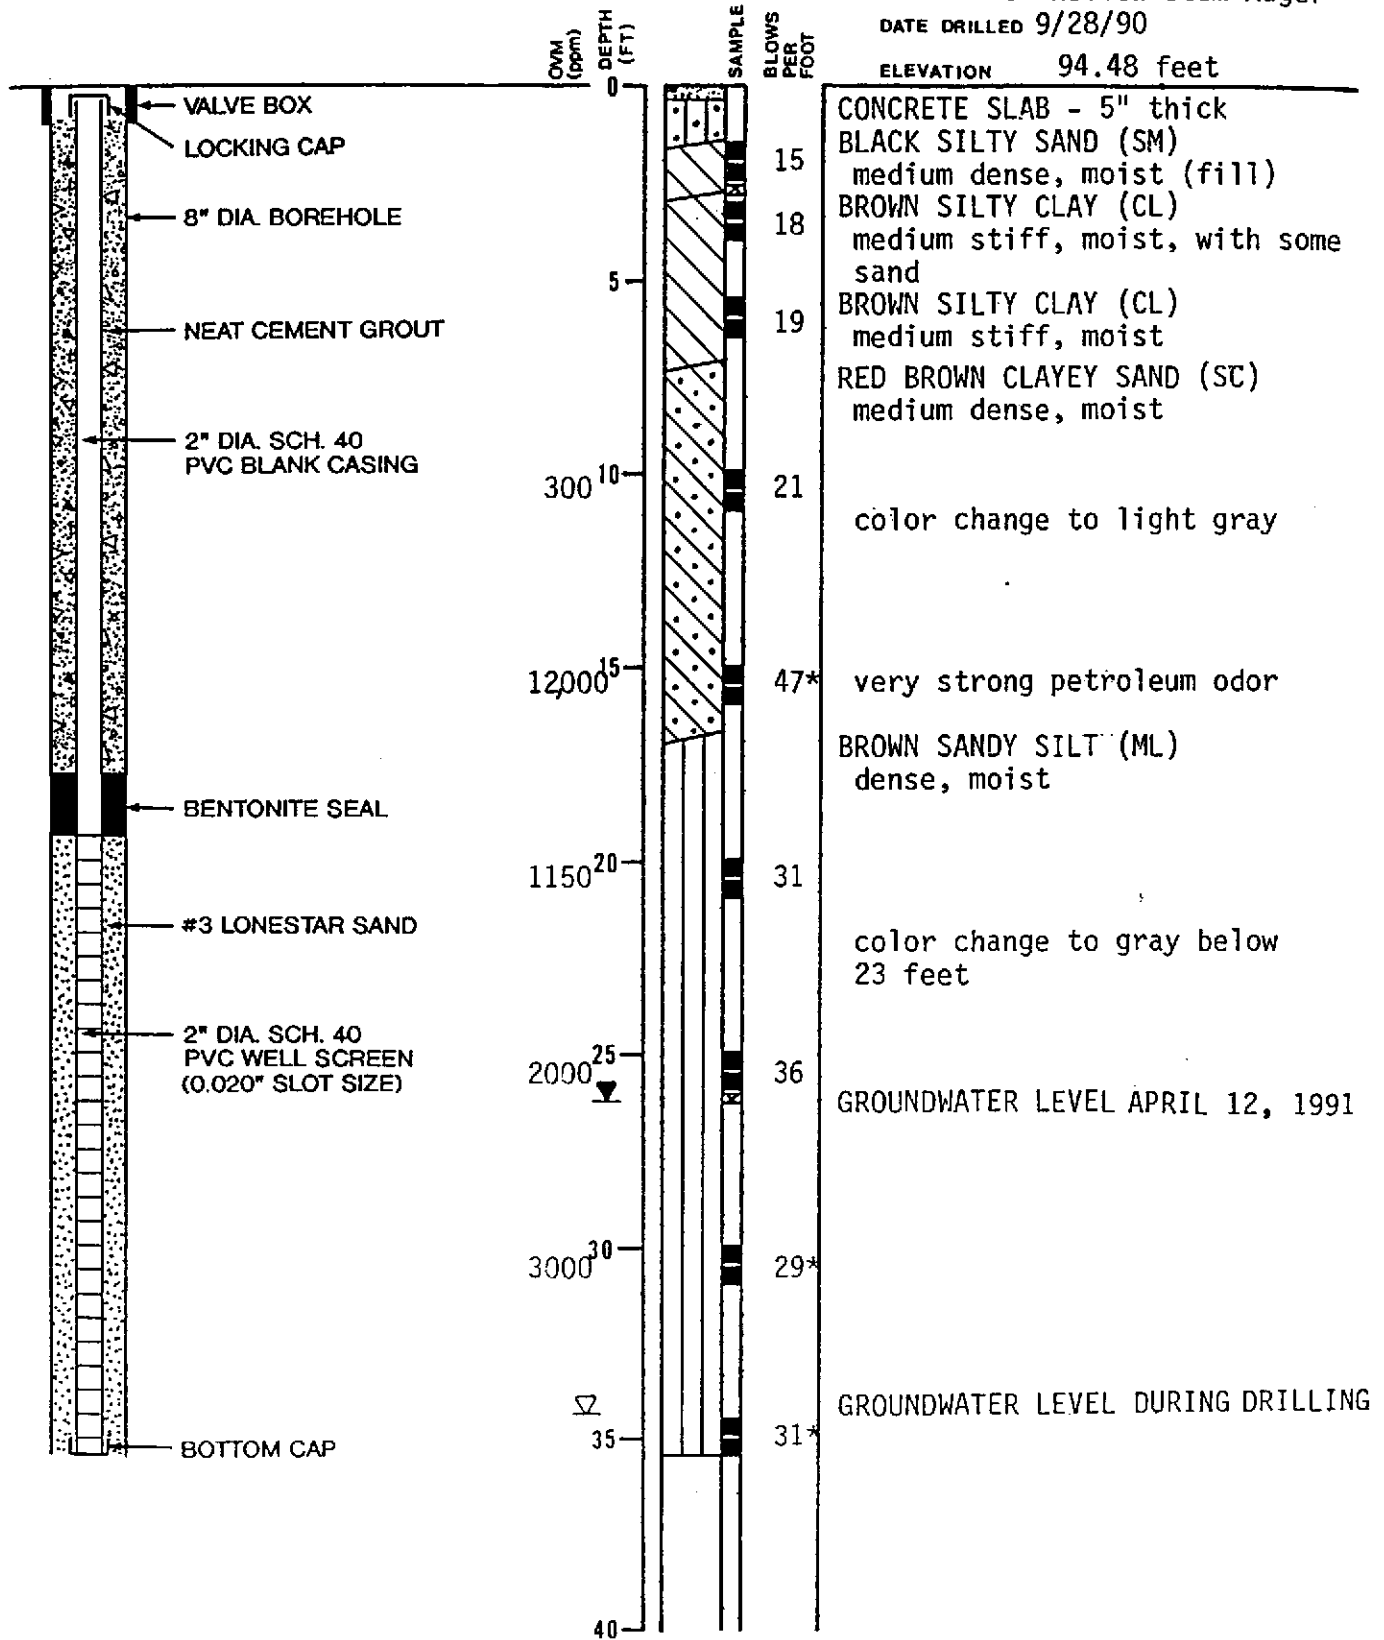 Auger
DATE DRILLED 9/28/90
ELEVATION 94.48 feet
OVM (ppm)
DEPTH (FT)
SAMPLE
BLOWS PER FOOT
0
VALVE BOX
CONCRETE SLAB - 5" thick
LOCKING CAP
BLACK SILTY SAND (SM)
15
medium dense, moist (fill)
8" DIA. BOREHOLE
18
BROWN SILTY CLAY (CL)
medium stiff, moist, with some
sand
5
NEAT CEMENT GROUT
19
BROWN SILTY CLAY (CL)
medium stiff, moist
RED BROWN CLAYEY SAND (SC)
medium dense, moist
2" DIA. SCH. 40
PVC BLANK CASING
300
10
21
color change to light gray
12,000
15
47*
very strong petroleum odor
BROWN SANDY SILT (ML)
dense, moist
BENTONITE SEAL
1150
20
31
#3 LONESTAR SAND
color change to gray below
23 feet
2" DIA. SCH. 40
PVC WELL SCREEN
(0.020" SLOT SIZE)
2000
25
36
GROUNDWATER LEVEL APRIL 12, 1991
3000
30
29*
GROUNDWATER LEVEL DURING DRILLING
35
31*
BOTTOM CAP
40